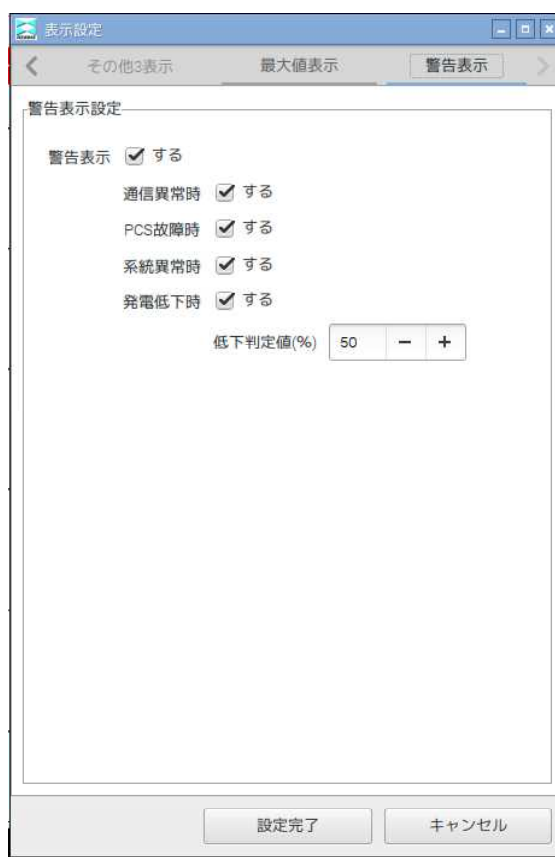 表示設定
その他3表示 最大値表示 警告表示
警告表示設定
警告表示 する
通信異常時 する
PCS故障時 する
系統異常時 する
発電低下時 する
低下判定値(%) 50 − +
設定完了 キャンセル